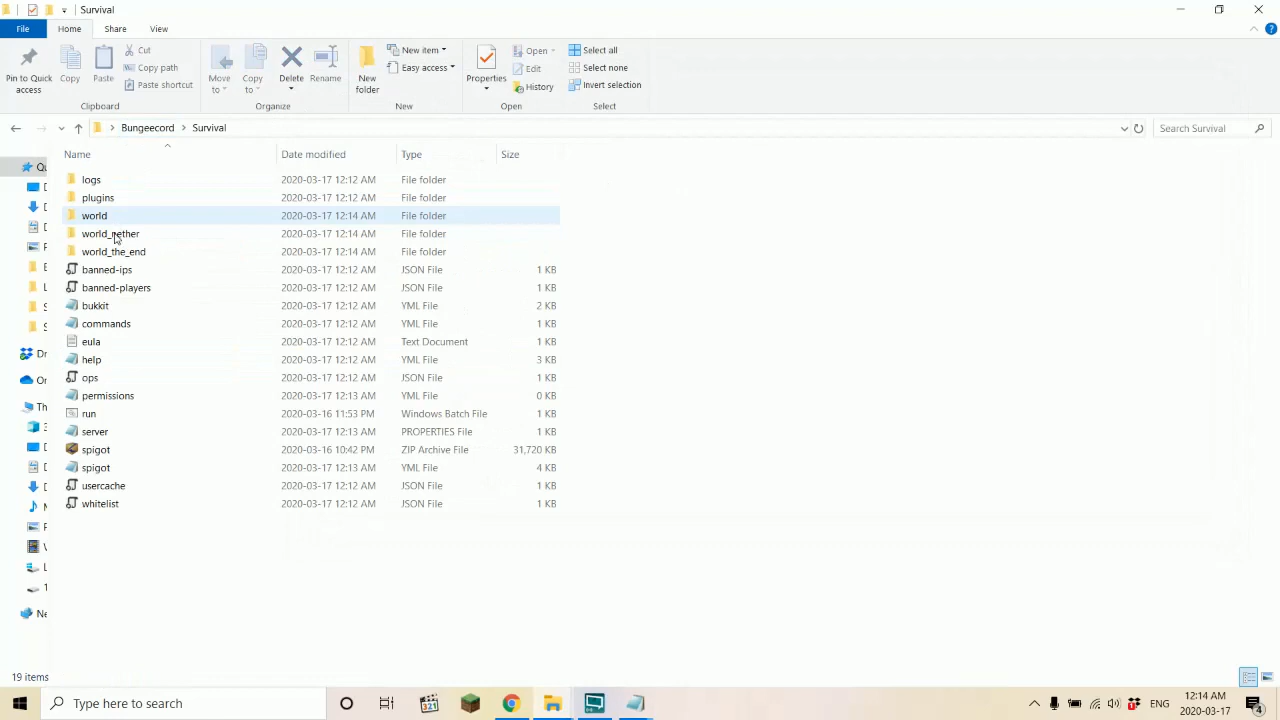 Survival
File Home Share View
Pin to Quick access
Copy
Paste
Cut
Copy path
Paste shortcut
Clipboard
Move to
Copy to
Delete
Rename
Organize
New folder
New item
Easy access
New
Properties
Open
Edit
History
Open
Select all
Select none
Invert selection
Select
Bungeecord > Survival
Search Survival
Name Date modified Type Size
logs 2020-03-17 12:12 AM File folder
plugins 2020-03-17 12:12 AM File folder
world 2020-03-17 12:14 AM File folder
world_nether 2020-03-17 12:14 AM File folder
world_the_end 2020-03-17 12:14 AM File folder
banned-ips 2020-03-17 12:12 AM JSON File 1 KB
banned-players 2020-03-17 12:12 AM JSON File 1 KB
bukkit 2020-03-17 12:12 AM YML File 2 KB
commands 2020-03-17 12:12 AM YML File 1 KB
eula 2020-03-17 12:12 AM Text Document 1 KB
help 2020-03-17 12:12 AM YML File 3 KB
ops 2020-03-17 12:12 AM JSON File 1 KB
permissions 2020-03-17 12:13 AM YML File 0 KB
run 2020-03-16 11:53 PM Windows Batch File 1 KB
server 2020-03-17 12:13 AM PROPERTIES File 1 KB
spigot 2020-03-16 10:42 PM ZIP Archive File 31,720 KB
spigot 2020-03-17 12:13 AM YML File 4 KB
usercache 2020-03-17 12:12 AM JSON File 1 KB
whitelist 2020-03-17 12:12 AM JSON File 1 KB
19 items
Type here to search
321
ENG
12:14 AM
2020-03-17
4